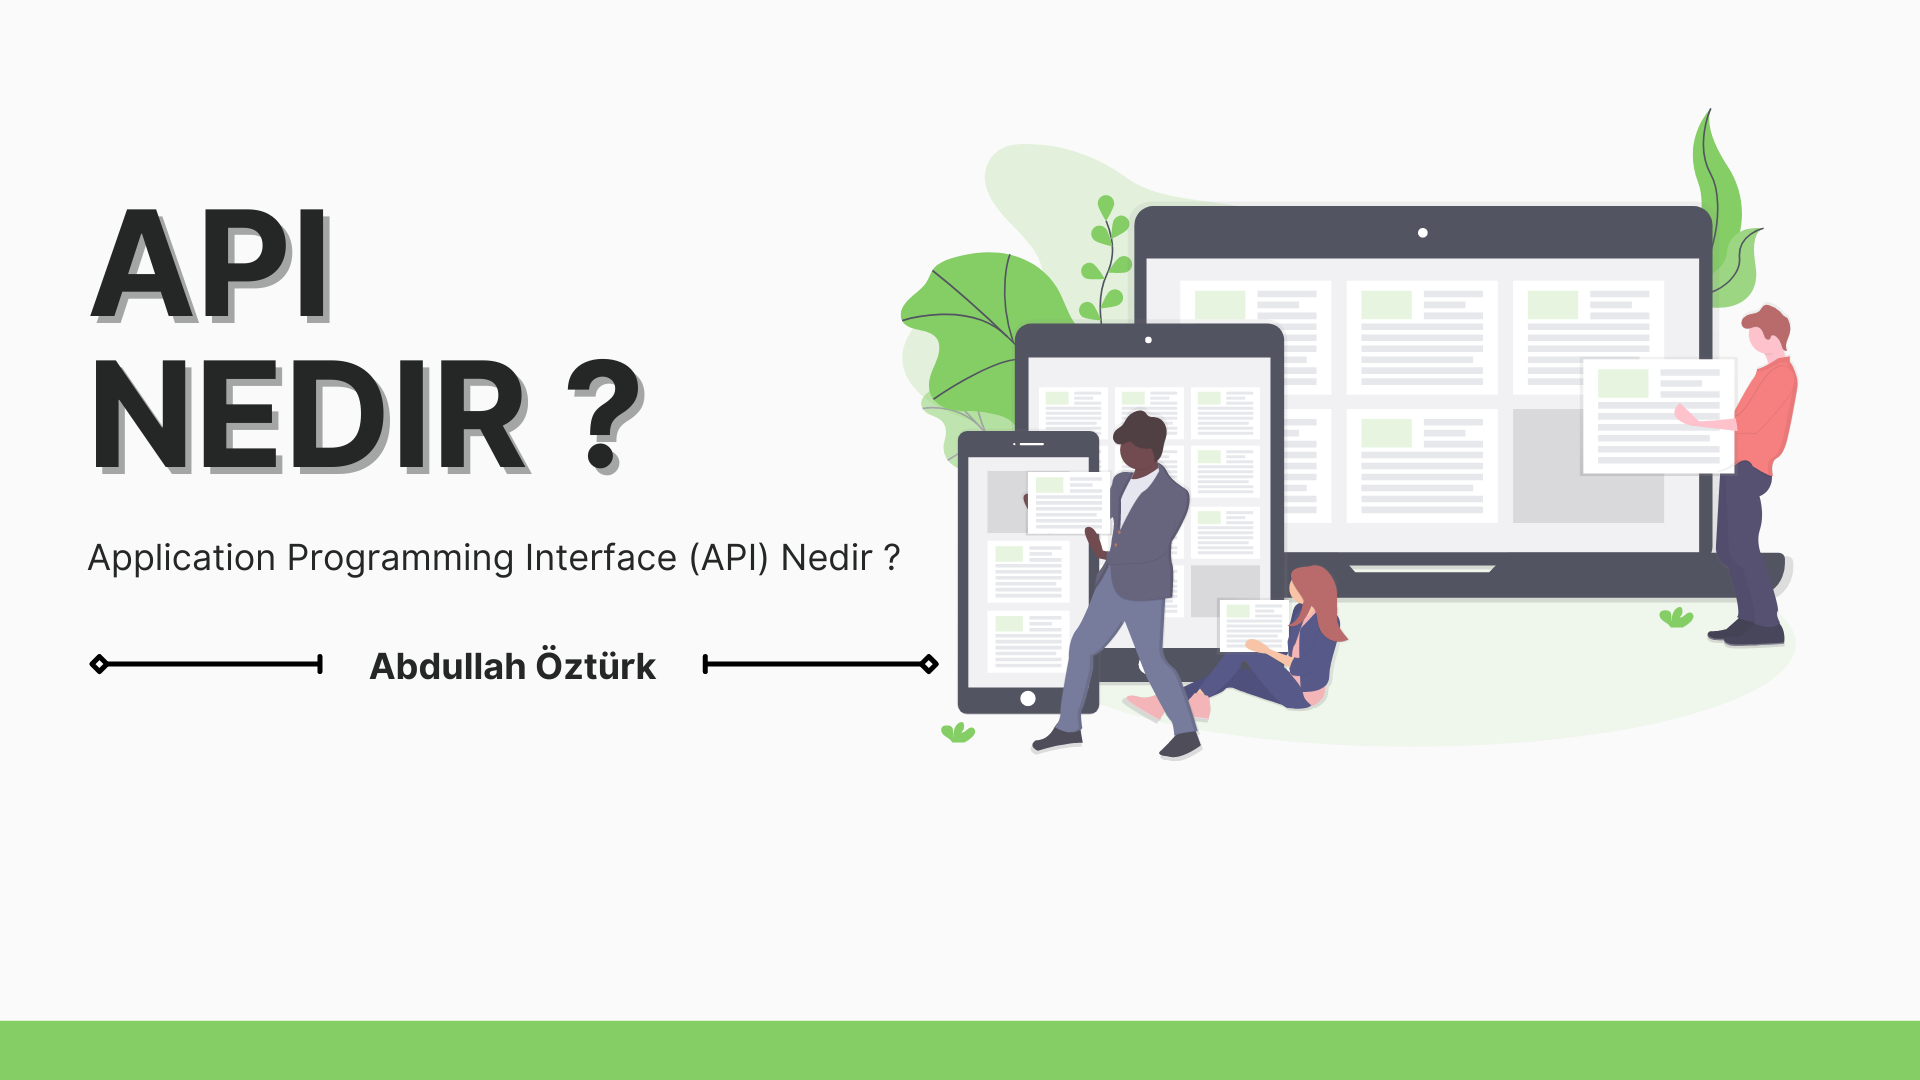 API
NEDIR ?
Application Programming Interface (API) Nedir ?
Abdullah Öztürk